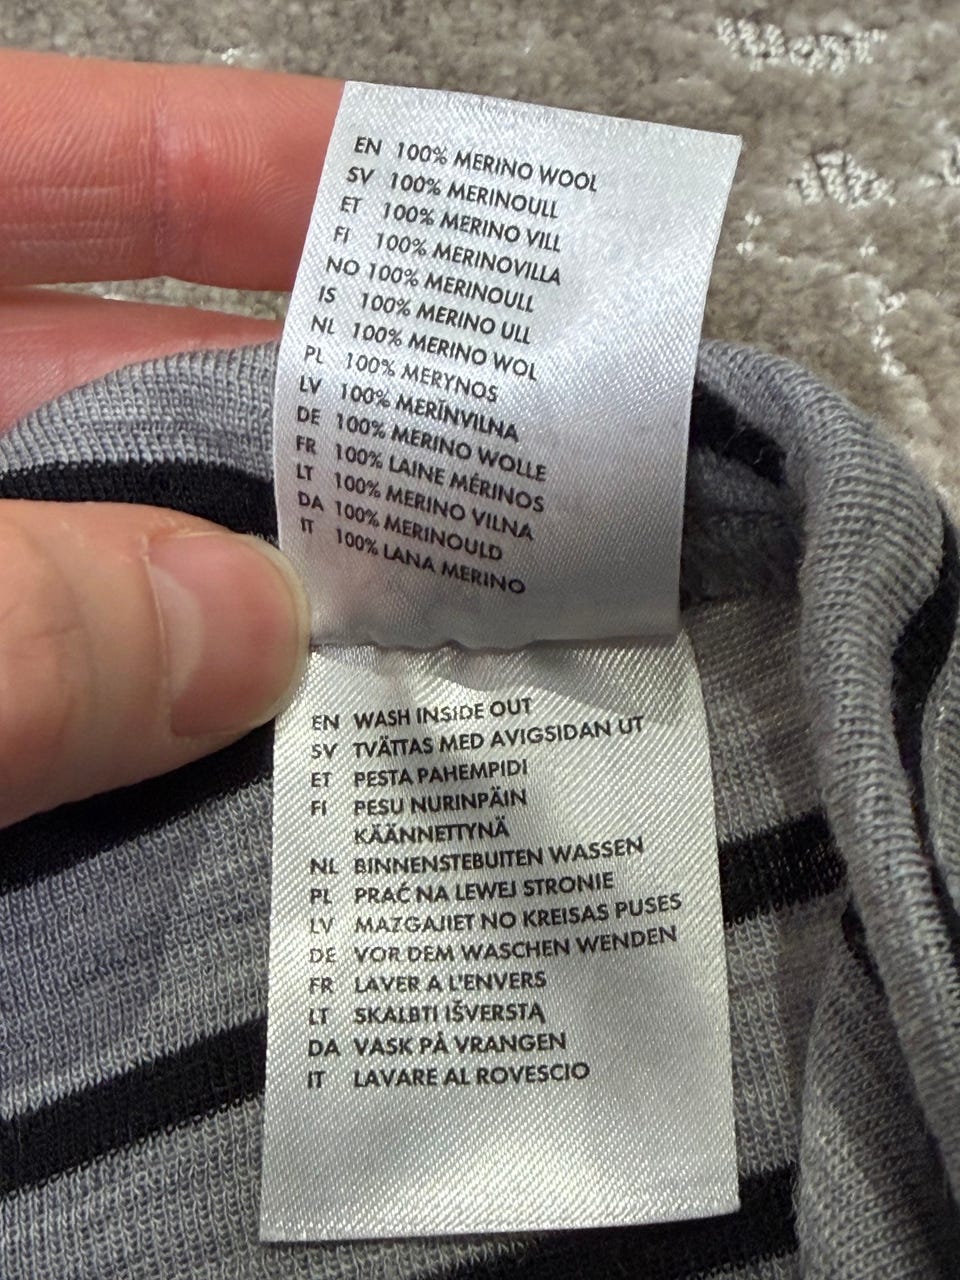 EN 100% MERINO WOOL
SV 100% MERINOULL
ET 100% MERINO VILL
FI 100% MERINOVILLA
NO 100% MERINOULL
IS 100% MERINO ULL
NL 100% MERINO WOL
PL 100% MERYNOS
LV 100% MERĪNVILNA
DE 100% MERINO WOLLE
FR 100% LAINE MÉRINOS
LT 100% MERINO VILNA
DA 100% MERINOULD
IT 100% LANA MERINO
EN WASH INSIDE OUT
SV TVÄTTAS MED AVIGSIDAN UT
ET PESTA PAHEMPIDI
FI PESU NURINPÄIN
KÄÄNNETTYNÄ
NL BINNENSTEBUITEN WASSEN
PL PRAĆ NA LEWEJ STRONIE
LV MAZGAJIET NO KREISAS PUSES
DE VOR DEM WASCHEN WENDEN
FR LAVER A L'ENVERS
LT SKALBTI IŠVERSTĄ
DA VASK PÅ VRANGEN
IT LAVARE AL ROVESCIO